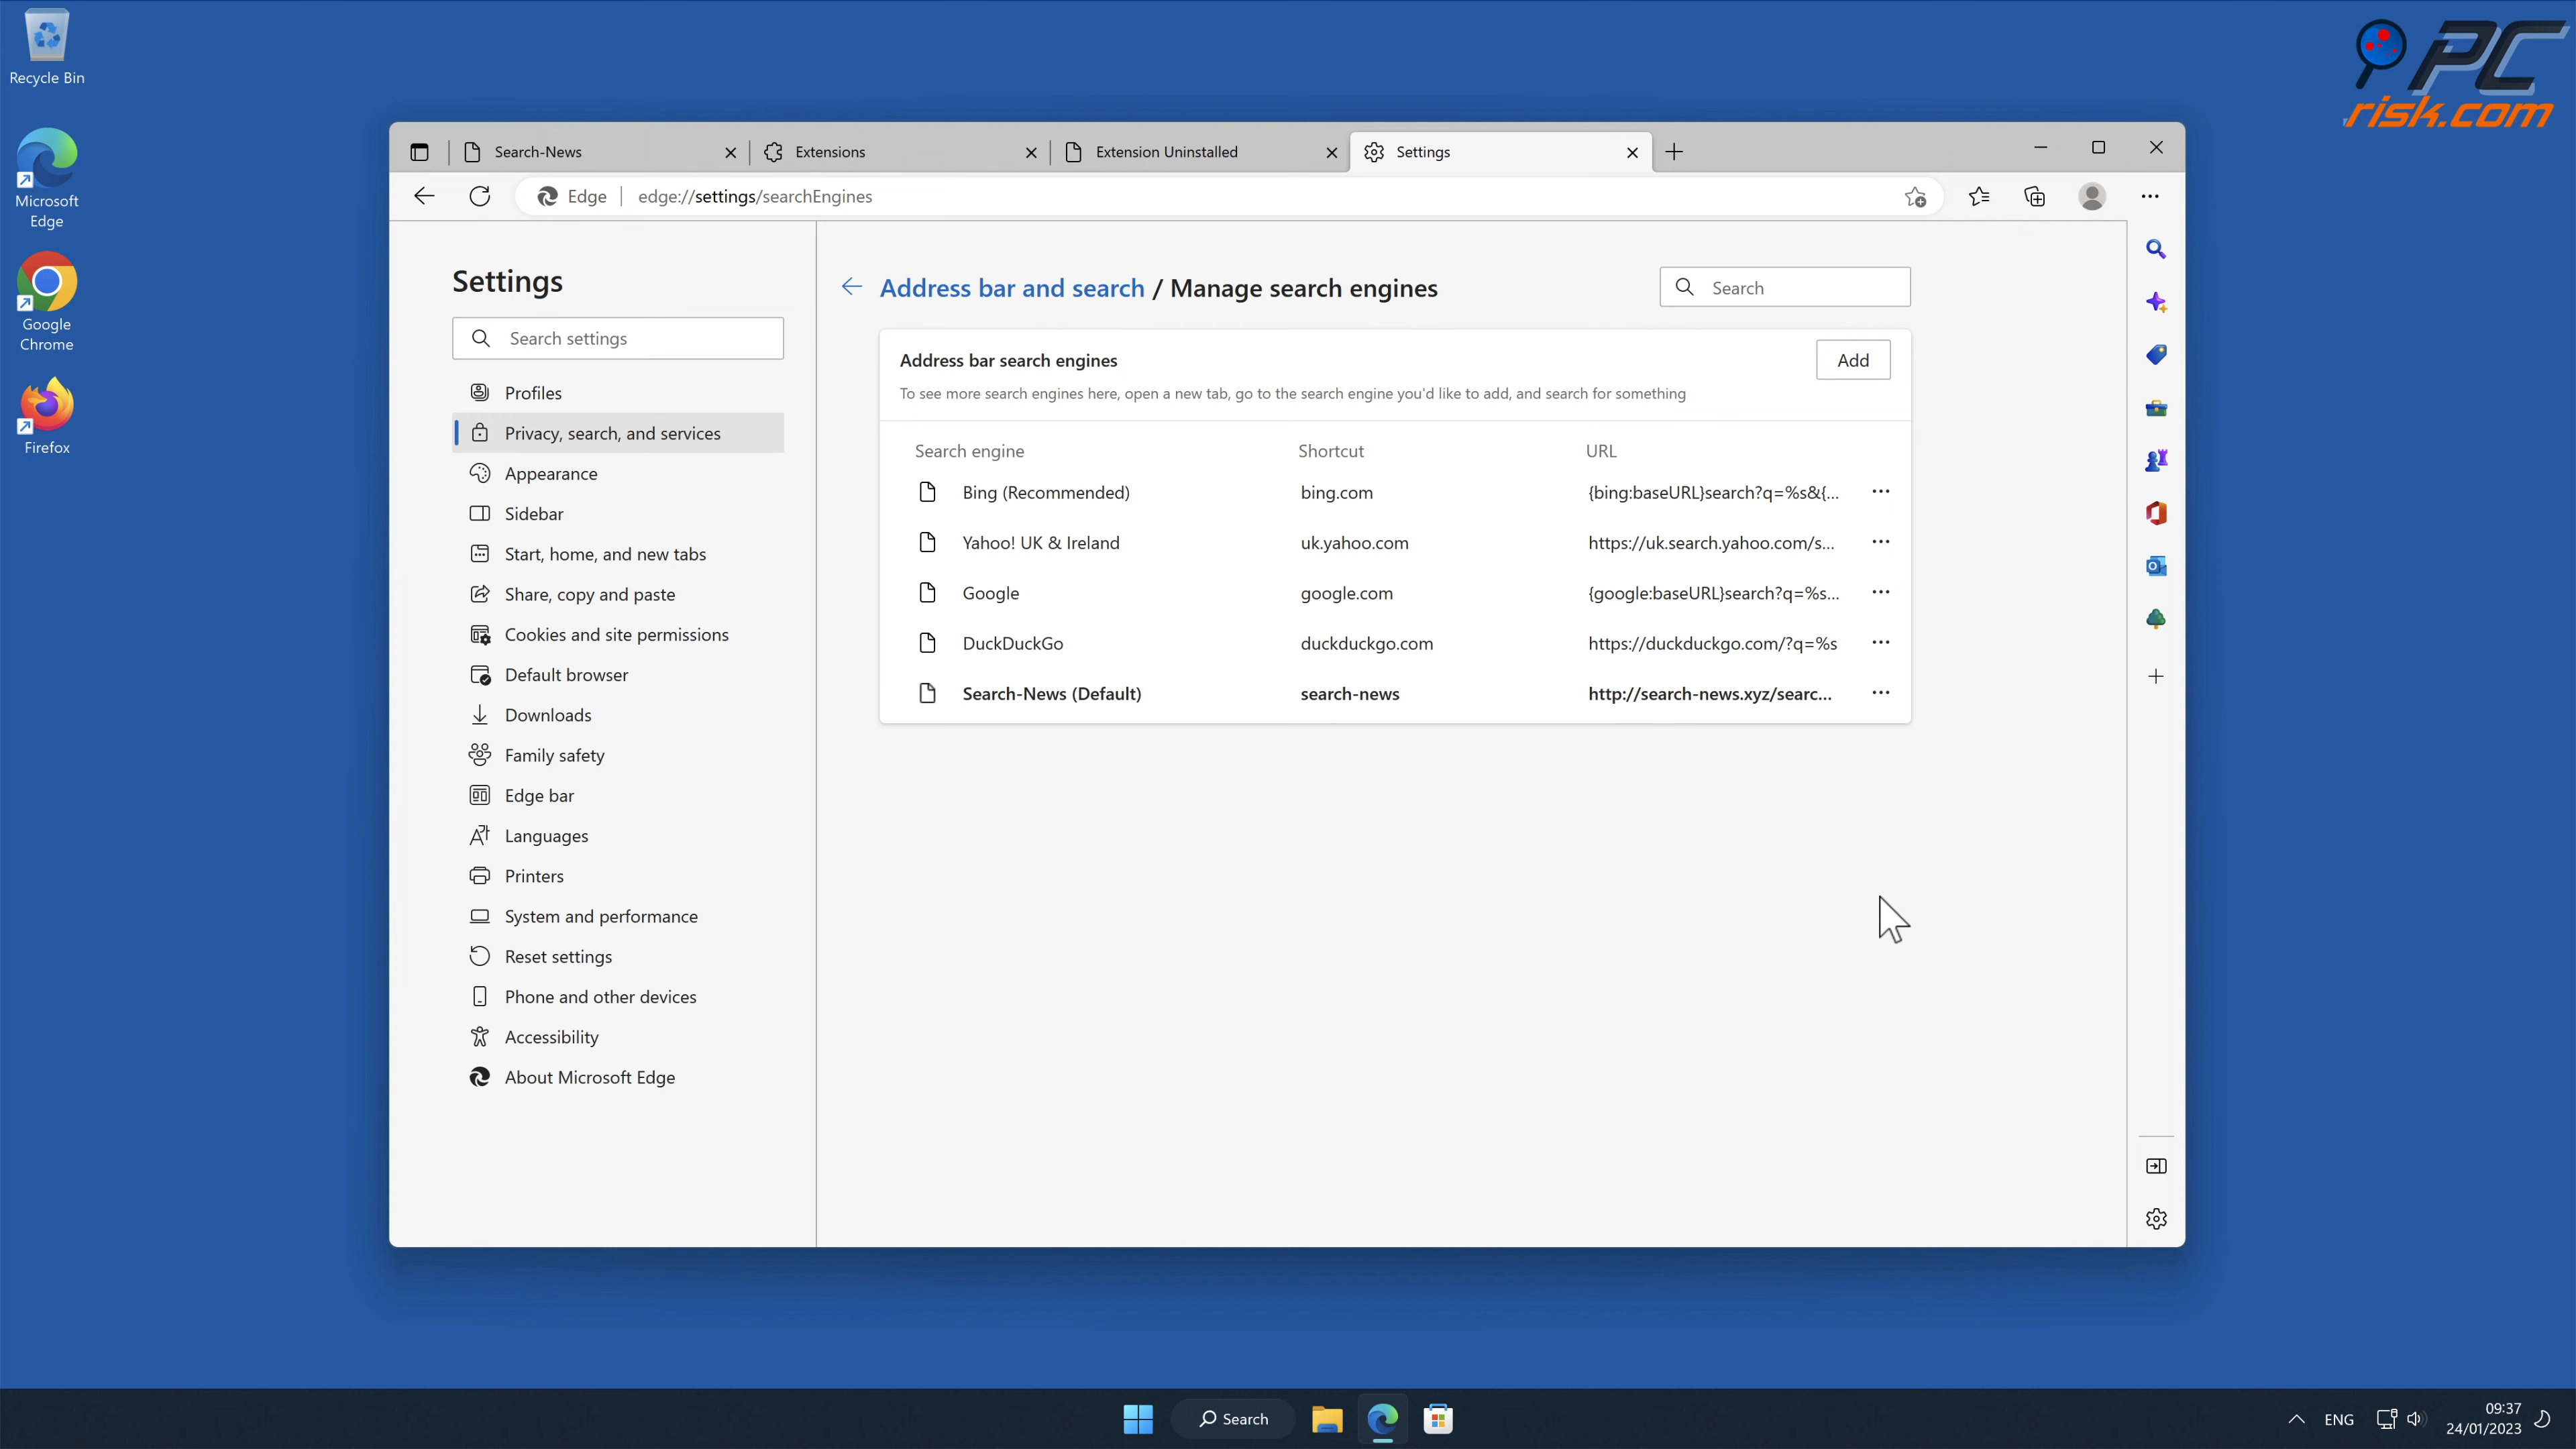 Recycle Bin
Microsoft
Edge
Google
Chrome
Firefox
PC
risk.com
Search-News
Extensions
Extension Uninstalled
Settings
Edge
edge://settings/searchEngines
Settings
Search settings
Profiles
Privacy, search, and services
Appearance
Sidebar
Start, home, and new tabs
Share, copy and paste
Cookies and site permissions
Default browser
Downloads
Family safety
Edge bar
Languages
Printers
System and performance
Reset settings
Phone and other devices
Accessibility
About Microsoft Edge
Address bar and search / Manage search engines
Search
Address bar search engines
Add
To see more search engines here, open a new tab, go to the search engine you'd like to add, and search for something
Search engine Shortcut URL
Bing (Recommended) bing.com {bing:baseURL}search?q=%s&{...
Yahoo! UK & Ireland uk.yahoo.com https://uk.search.yahoo.com/s...
Google google.com {google:baseURL}search?q=%s...
DuckDuckGo duckduckgo.com https://duckduckgo.com/?q=%s
Search-News (Default) search-news http://search-news.xyz/searc...
Search
ENG
09:37
24/01/2023